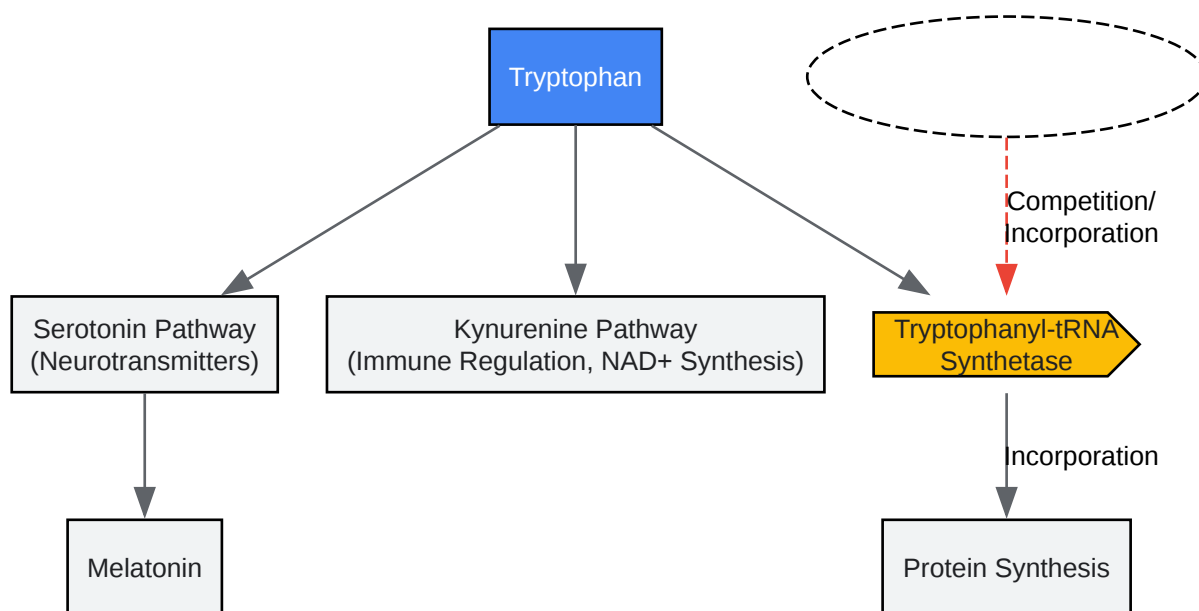 Tryptophan
Competition/
Incorporation
Serotonin Pathway
(Neurotransmitters)
Kynurenine Pathway
(Immune Regulation, NAD+ Synthesis)
Tryptophanyl-tRNA
Synthetase
Incorporation
Melatonin
Protein Synthesis